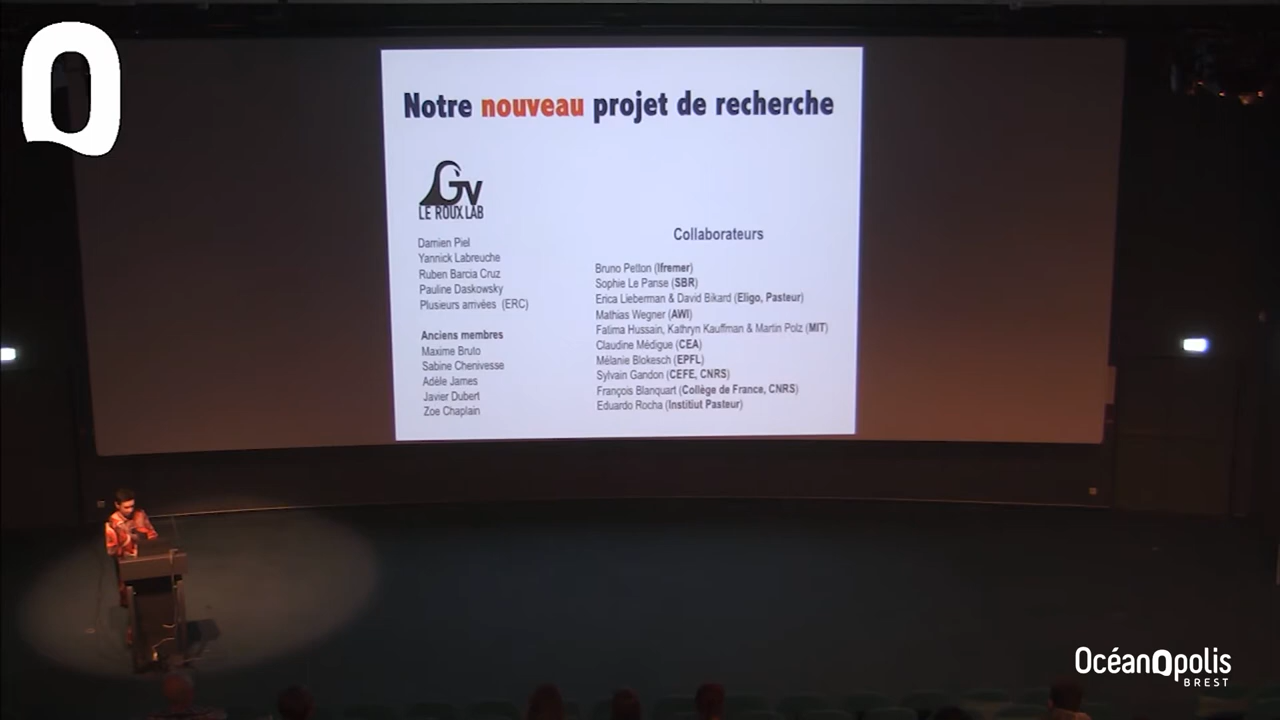 Notre nouveau projet de recherche
GV
LE ROUX LAB
Damien Piel
Yannick Labreuche
Ruben Barcia Cruz
Pauline Daskowsky
Plusieurs arrivées (ERC)
Anciens membres
Maxime Bruto
Sabine Chenivesse
Adèle James
Javier Dubert
Zoe Chaplain
Collaborateurs
Bruno Petton (Ifremer)
Sophie Le Panse (SBR)
Erica Lieberman & David Bikard (Eligo, Pasteur)
Mathias Wegner (AWI)
Fatima Hussain, Kathryn Kauffman & Martin Polz (MIT)
Claudine Médigue (CEA)
Mélanie Blokesch (EPFL)
Sylvain Gandon (CEFE, CNRS)
François Blanquart (Collège de France, CNRS)
Eduardo Rocha (Institiut Pasteur)
OcéanOpolis
BREST